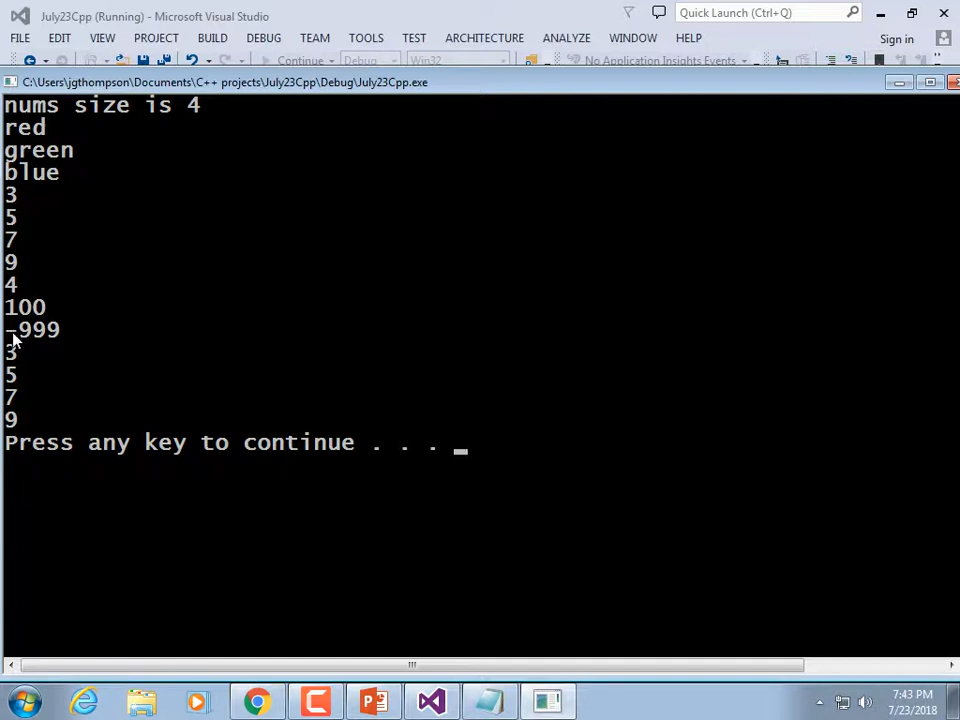 July23Cpp (Running) - Microsoft Visual Studio
Quick Launch (Ctrl+Q)
FILE EDIT VIEW PROJECT BUILD DEBUG TEAM TOOLS TEST ARCHITECTURE ANALYZE WINDOW HELP
Sign in
Continue Debug Win32 No Application Insights Events
C:\Users\jgthompson\Documents\C++ projects\July23Cpp\Debug\July23Cpp.exe
nums size is 4
red
green
blue
3
5
7
9
4
100
-999
3
5
7
9
Press any key to continue . . .
7:43 PM
7/23/2018